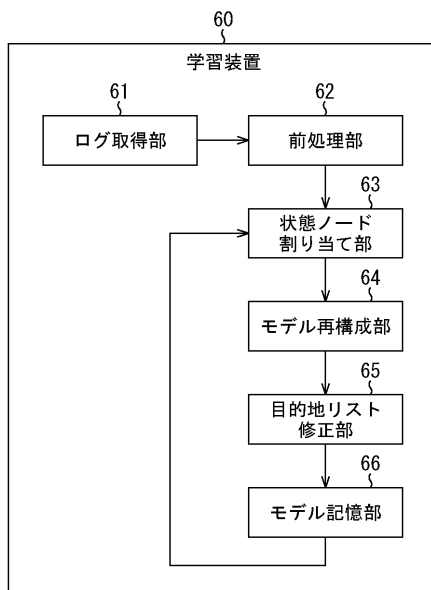 60
学習装置
61
62
ログ取得部
前処理部
63
状態ノード
割り当て部
64
モデル再構成部
65
目的地リスト
修正部
66
モデル記憶部